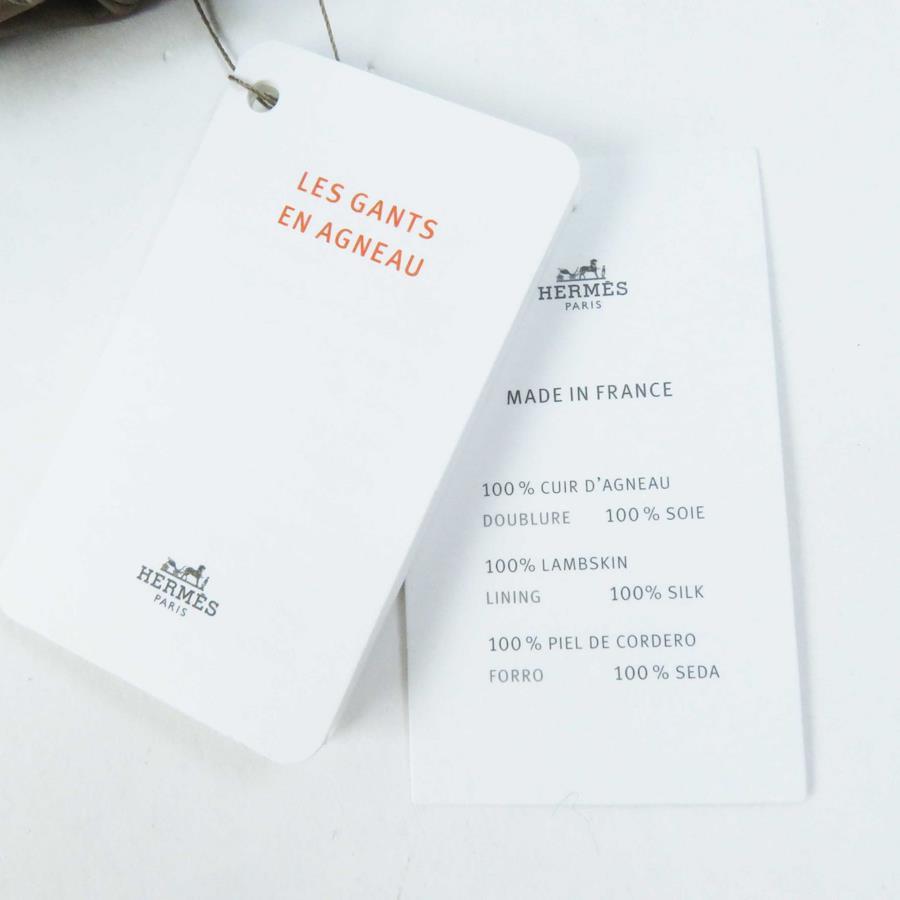 LES GANTS
EN AGNEAU
HERMÈS
PARIS
HERMÈS
PARIS
MADE IN FRANCE
100 % CUIR D'AGNEAU
DOUBLURE 100 % SOIE
100% LAMBSKIN
LINING 100% SILK
100 % PIEL DE CORDERO
FORRO 100 % SEDA